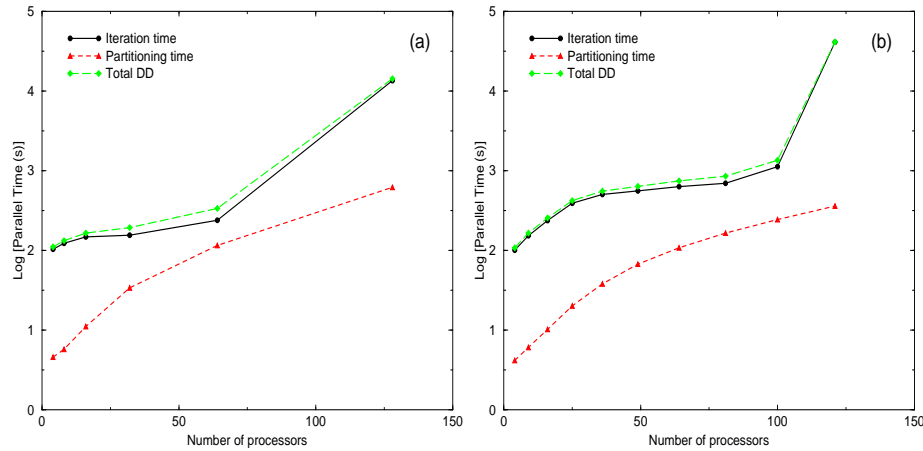 5
4
3
2
1
0
Log [Parallel Time (s)]
Iteration time
Partitioning time
Total DD
(a)
0
50
100
150
Number of processors
5
4
3
2
1
0
Log [Parallel Time (s)]
Iteration time
Partitioning time
Total DD
(b)
0
50
100
150
Number of processors